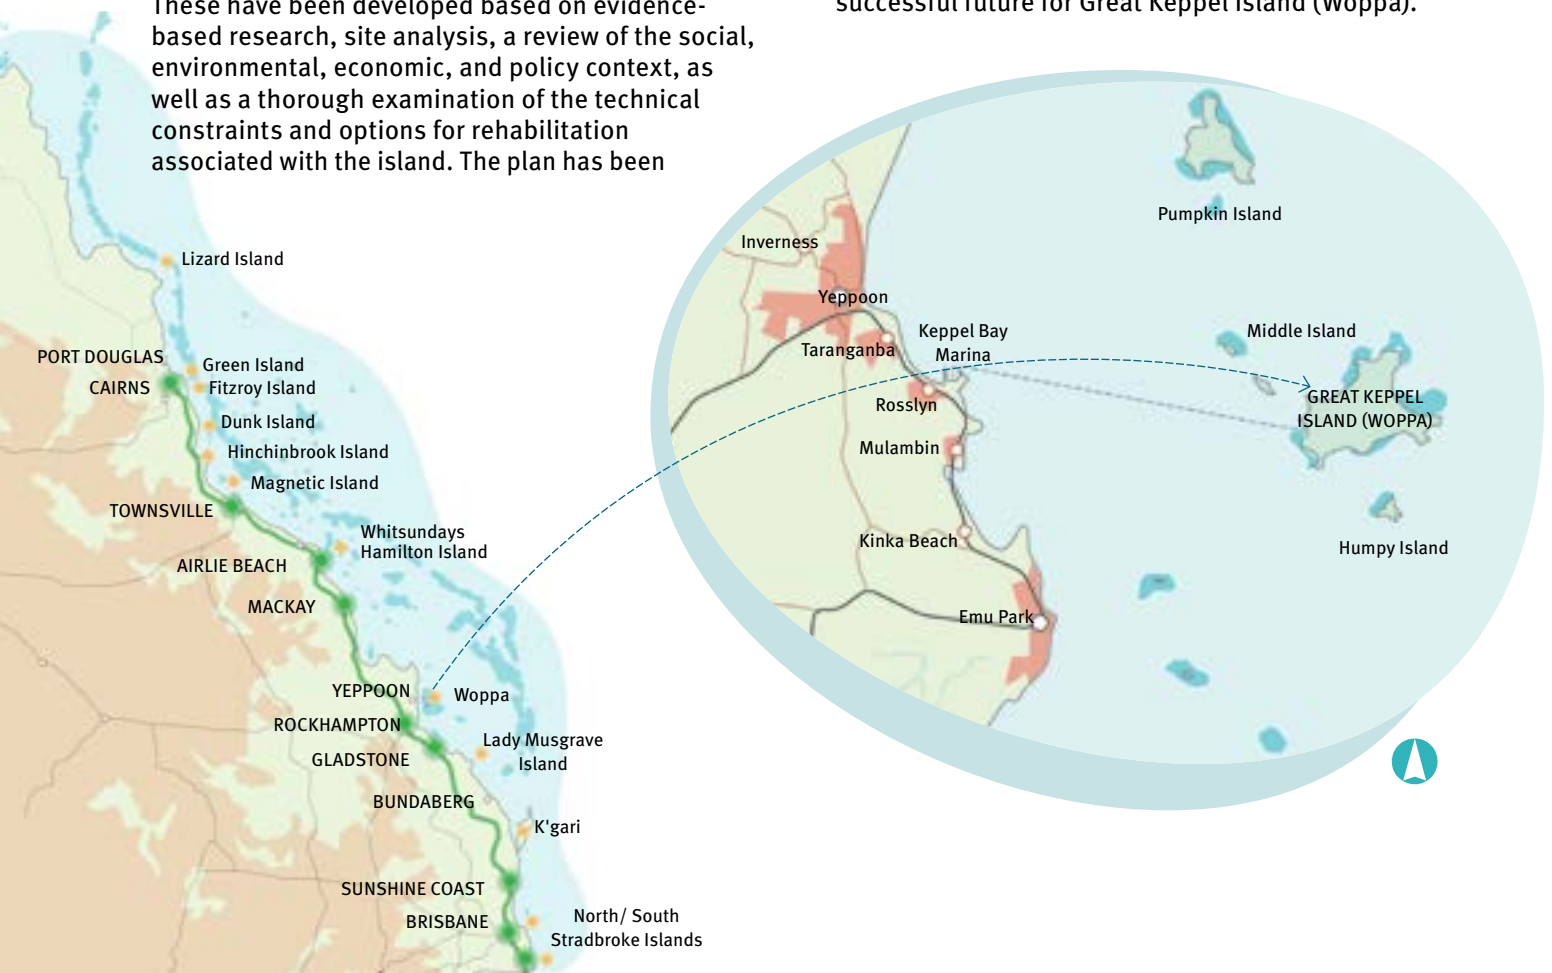 These have been developed based on evidence-
based research, site analysis, a review of the social,
environmental, economic, and policy context, as
well as a thorough examination of the technical
constraints and options for rehabilitation
associated with the island. The plan has been
successful future for Great Keppel Island (Woppa).
Lizard Island
PORT DOUGLAS
Green Island
CAIRNS
Fitzroy Island
Dunk Island
Hinchinbrook Island
Magnetic Island
TOWNSVILLE
Whitsundays
Hamilton Island
AIRLIE BEACH
MACKAY
YEPPOON
Woppa
ROCKHAMPTON
Lady Musgrave
Island
GLADSTONE
BUNDABERG
K'gari
SUNSHINE COAST
BRISBANE
North/ South
Stradbroke Islands
Pumpkin Island
Inverness
Yeppoon
Keppel Bay
Marina
Middle Island
Taranganba
GREAT KEPPEL
ISLAND (WOPPA)
Rosslyn
Mulambin
Kinka Beach
Humpy Island
Emu Park